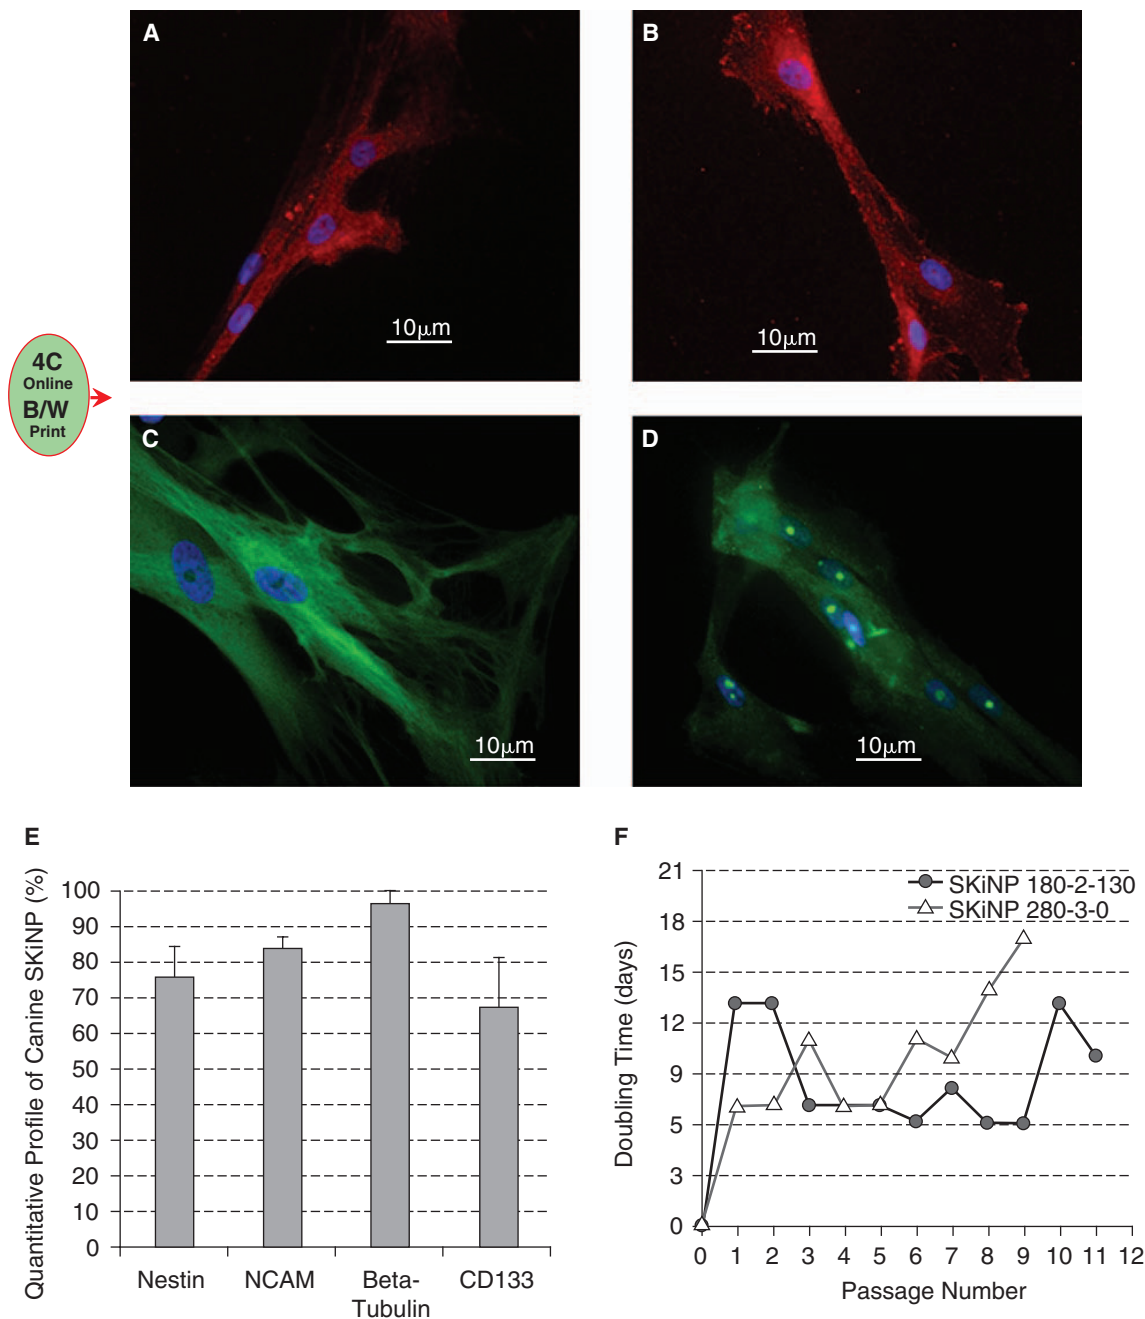 A
B
10µm
10µm
4C
Online
B/W
Print
C
D
10µm
10µm
E
F
Quantitative Profile of Canine SKiNP (%)
100
90
80
70
60
50
40
30
20
10
0
Nestin
NCAM
Beta-
Tubulin
CD133
Doubling Time (days)
21
18
15
12
9
5
3
0
SKiNP 180-2-130
SKiNP 280-3-0
0 1 2 3 4 5 6 7 8 9 10 11 12
Passage Number